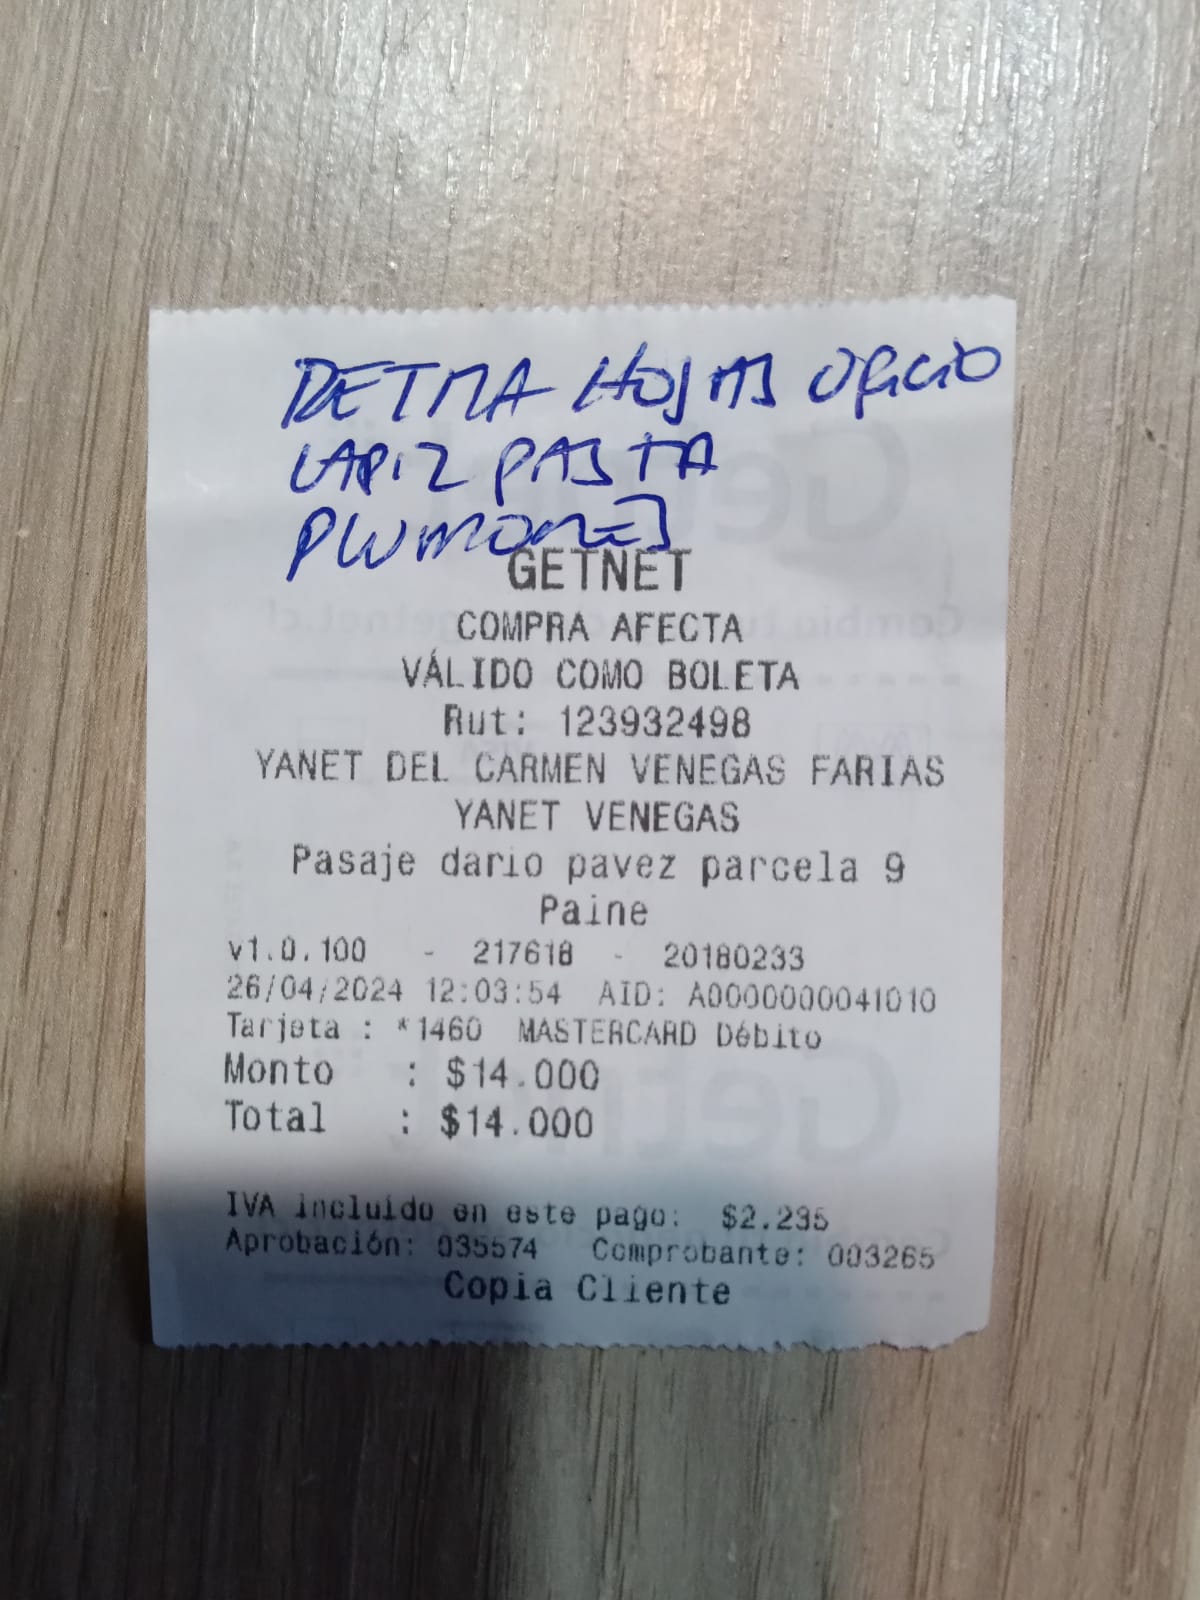 RETMA HOJAS OFICIO
LAPIZ PASTA
PLUMONES
GETNET
COMPRA AFECTA
VÁLIDO COMO BOLETA
Rut: 123932498
YANET DEL CARMEN VENEGAS FARIAS
YANET VENEGAS
Pasaje dario pavez parcela 9
Paine
v1.0.100 - 217618 - 20180233
26/04/2024 12:03:54 AID: A0000000041010
Tarjeta : *1460 MASTERCARD Débito
Monto : $14.000
Total : $14.000
IVA incluido en este pago: $2.235
Aprobación: 035574 Comprobante: 003265
Copia Cliente